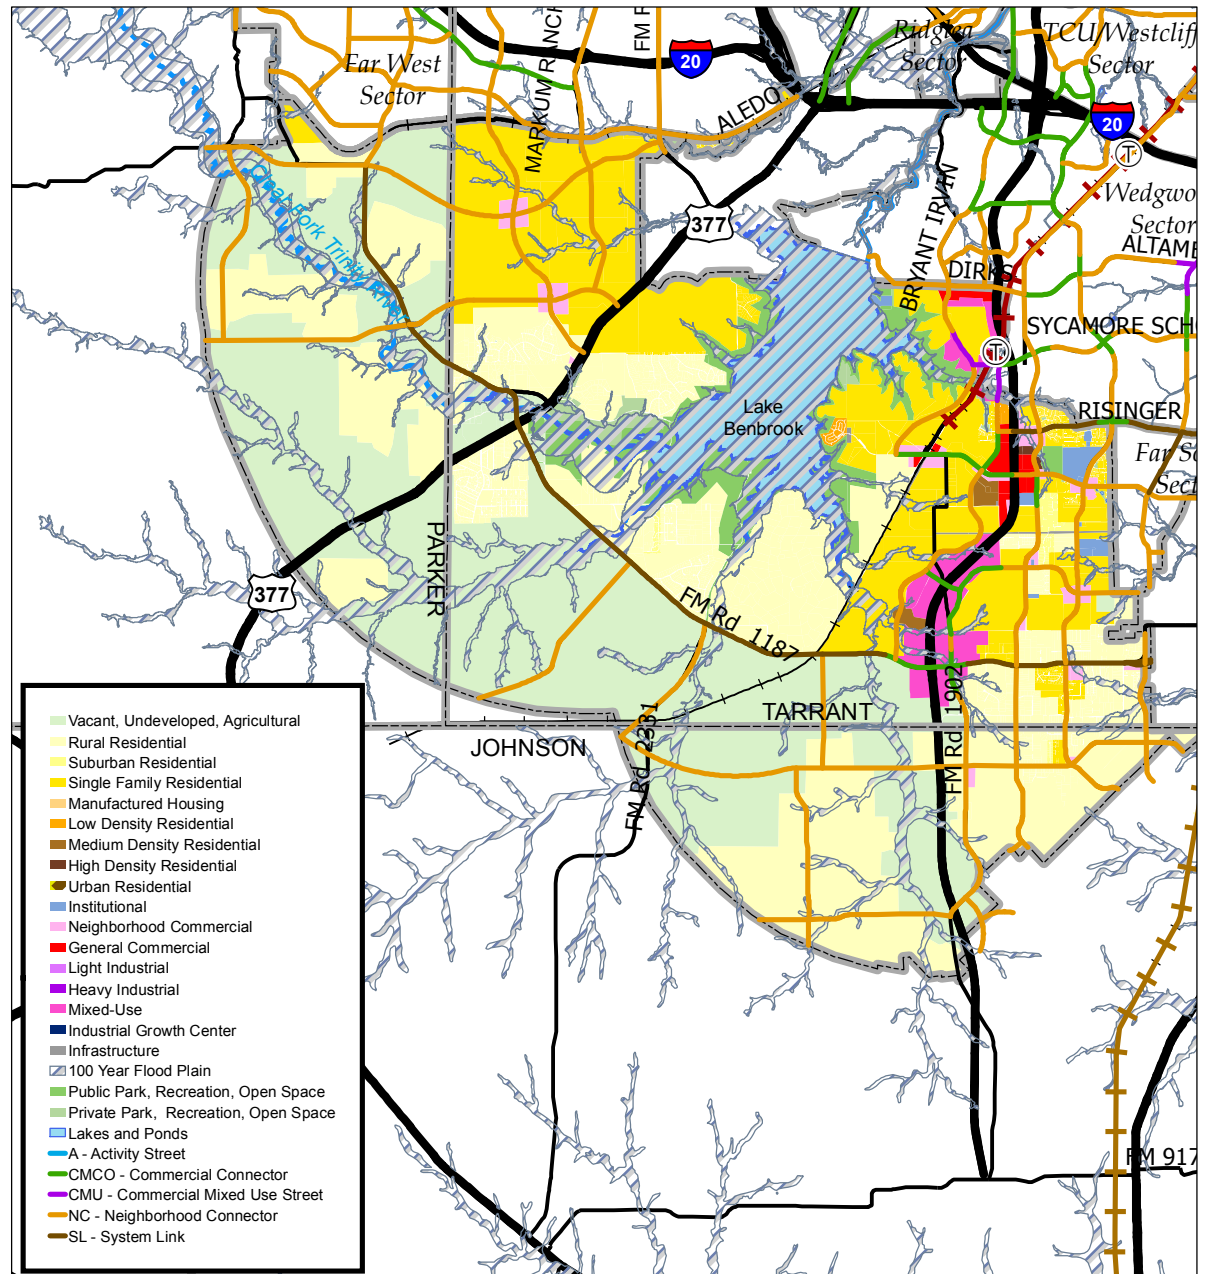 Far West
Sector
MARKUM RANCH
FM R
20
Ridglea
Sector
TCU/Westcliff
Sector
ALEDO
20
T
Wedgwo
Sector
ALTAME
377
BRYANT IRVIN
DIRKS
Clear Fork Trinity River
SYCAMORE SCH
T
Lake
Benbrook
RISINGER
Far So
Sect
PARKER
377
FM Rd 1187
FM Rd 1902
TARRANT
JOHNSON
FM Rd 2331
FM 917
Vacant, Undeveloped, Agricultural
Rural Residential
Suburban Residential
Single Family Residential
Manufactured Housing
Low Density Residential
Medium Density Residential
High Density Residential
Urban Residential
Institutional
Neighborhood Commercial
General Commercial
Light Industrial
Heavy Industrial
Mixed-Use
Industrial Growth Center
Infrastructure
100 Year Flood Plain
Public Park, Recreation, Open Space
Private Park, Recreation, Open Space
Lakes and Ponds
A - Activity Street
CMCO - Commercial Connector
CMU - Commercial Mixed Use Street
NC - Neighborhood Connector
SL - System Link